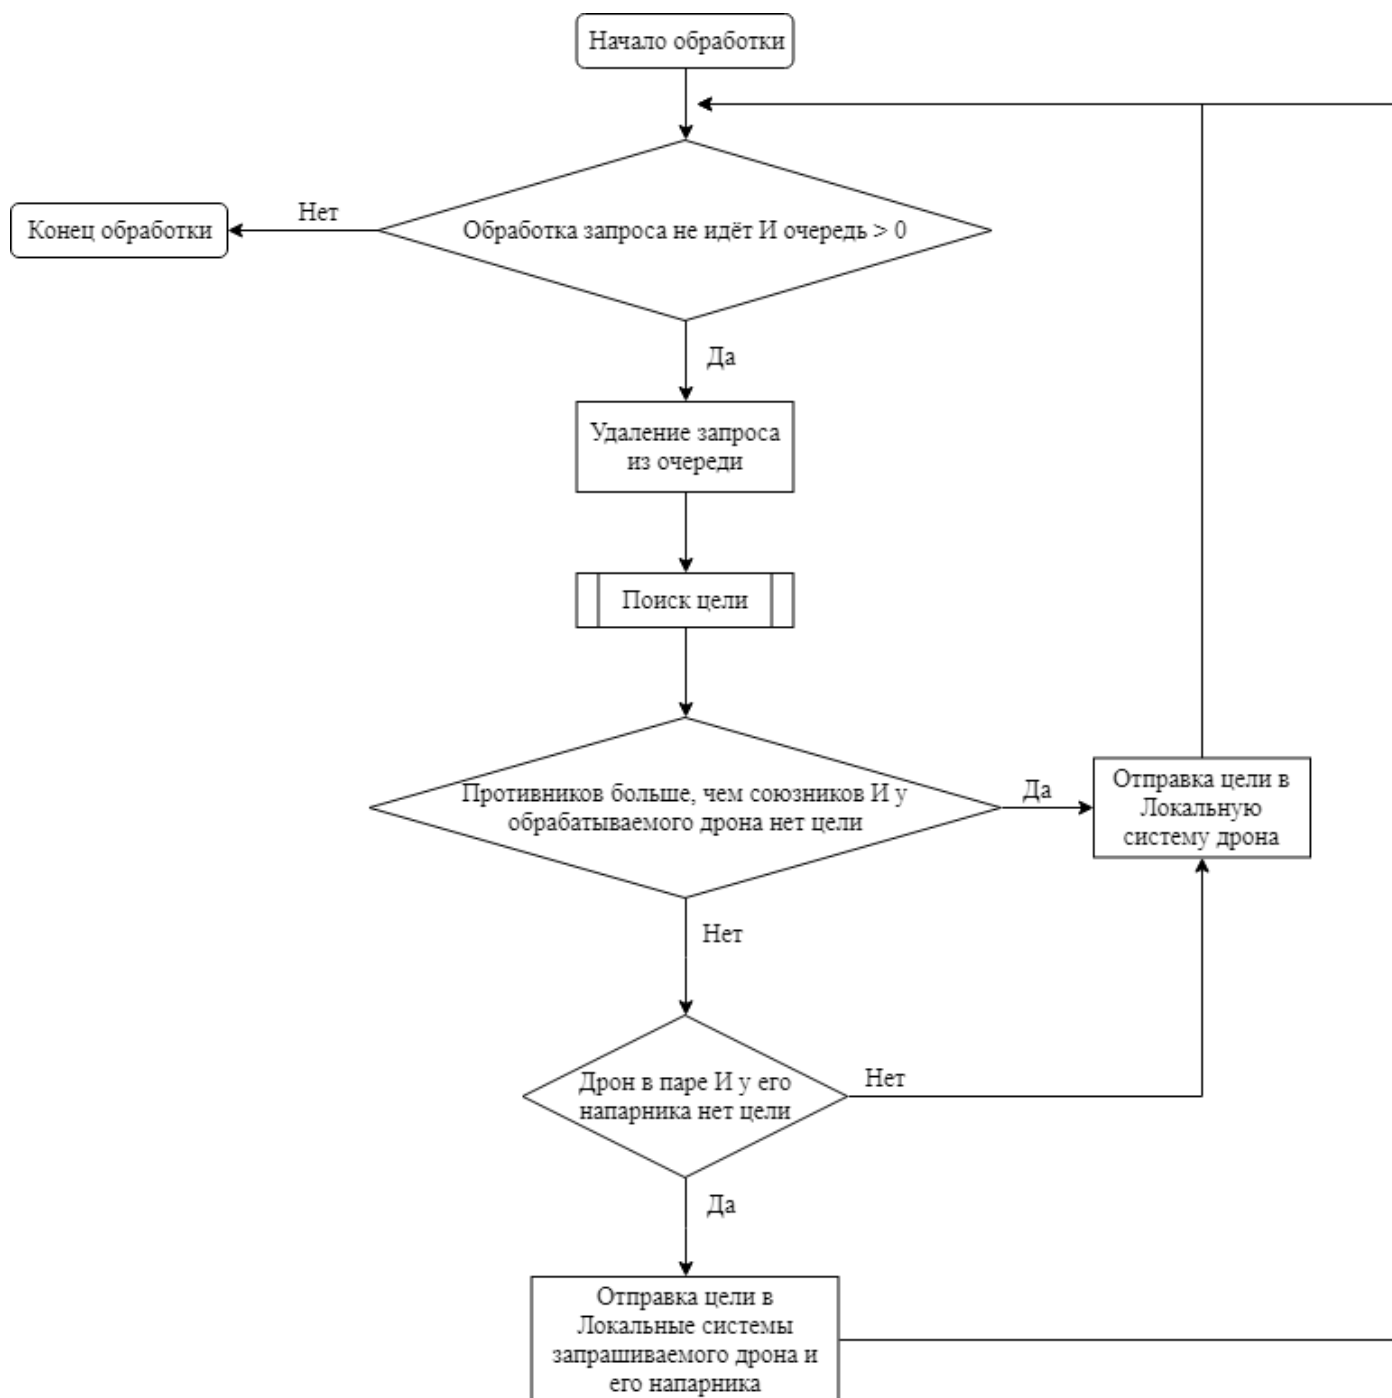 Начало обработки
Нет
Конец обработки
Обработка запроса не идёт И очередь > 0
Да
Удаление запроса
из очереди
Поиск цели
Противников больше, чем союзников И у
обрабатываемого дрона нет цели
Да
Отправка цели в
Локальную
систему дрона
Нет
Дрон в паре И у его
напарника нет цели
Нет
Да
Отправка цели в
Локальные системы
запрашиваемого дрона и
его напарника